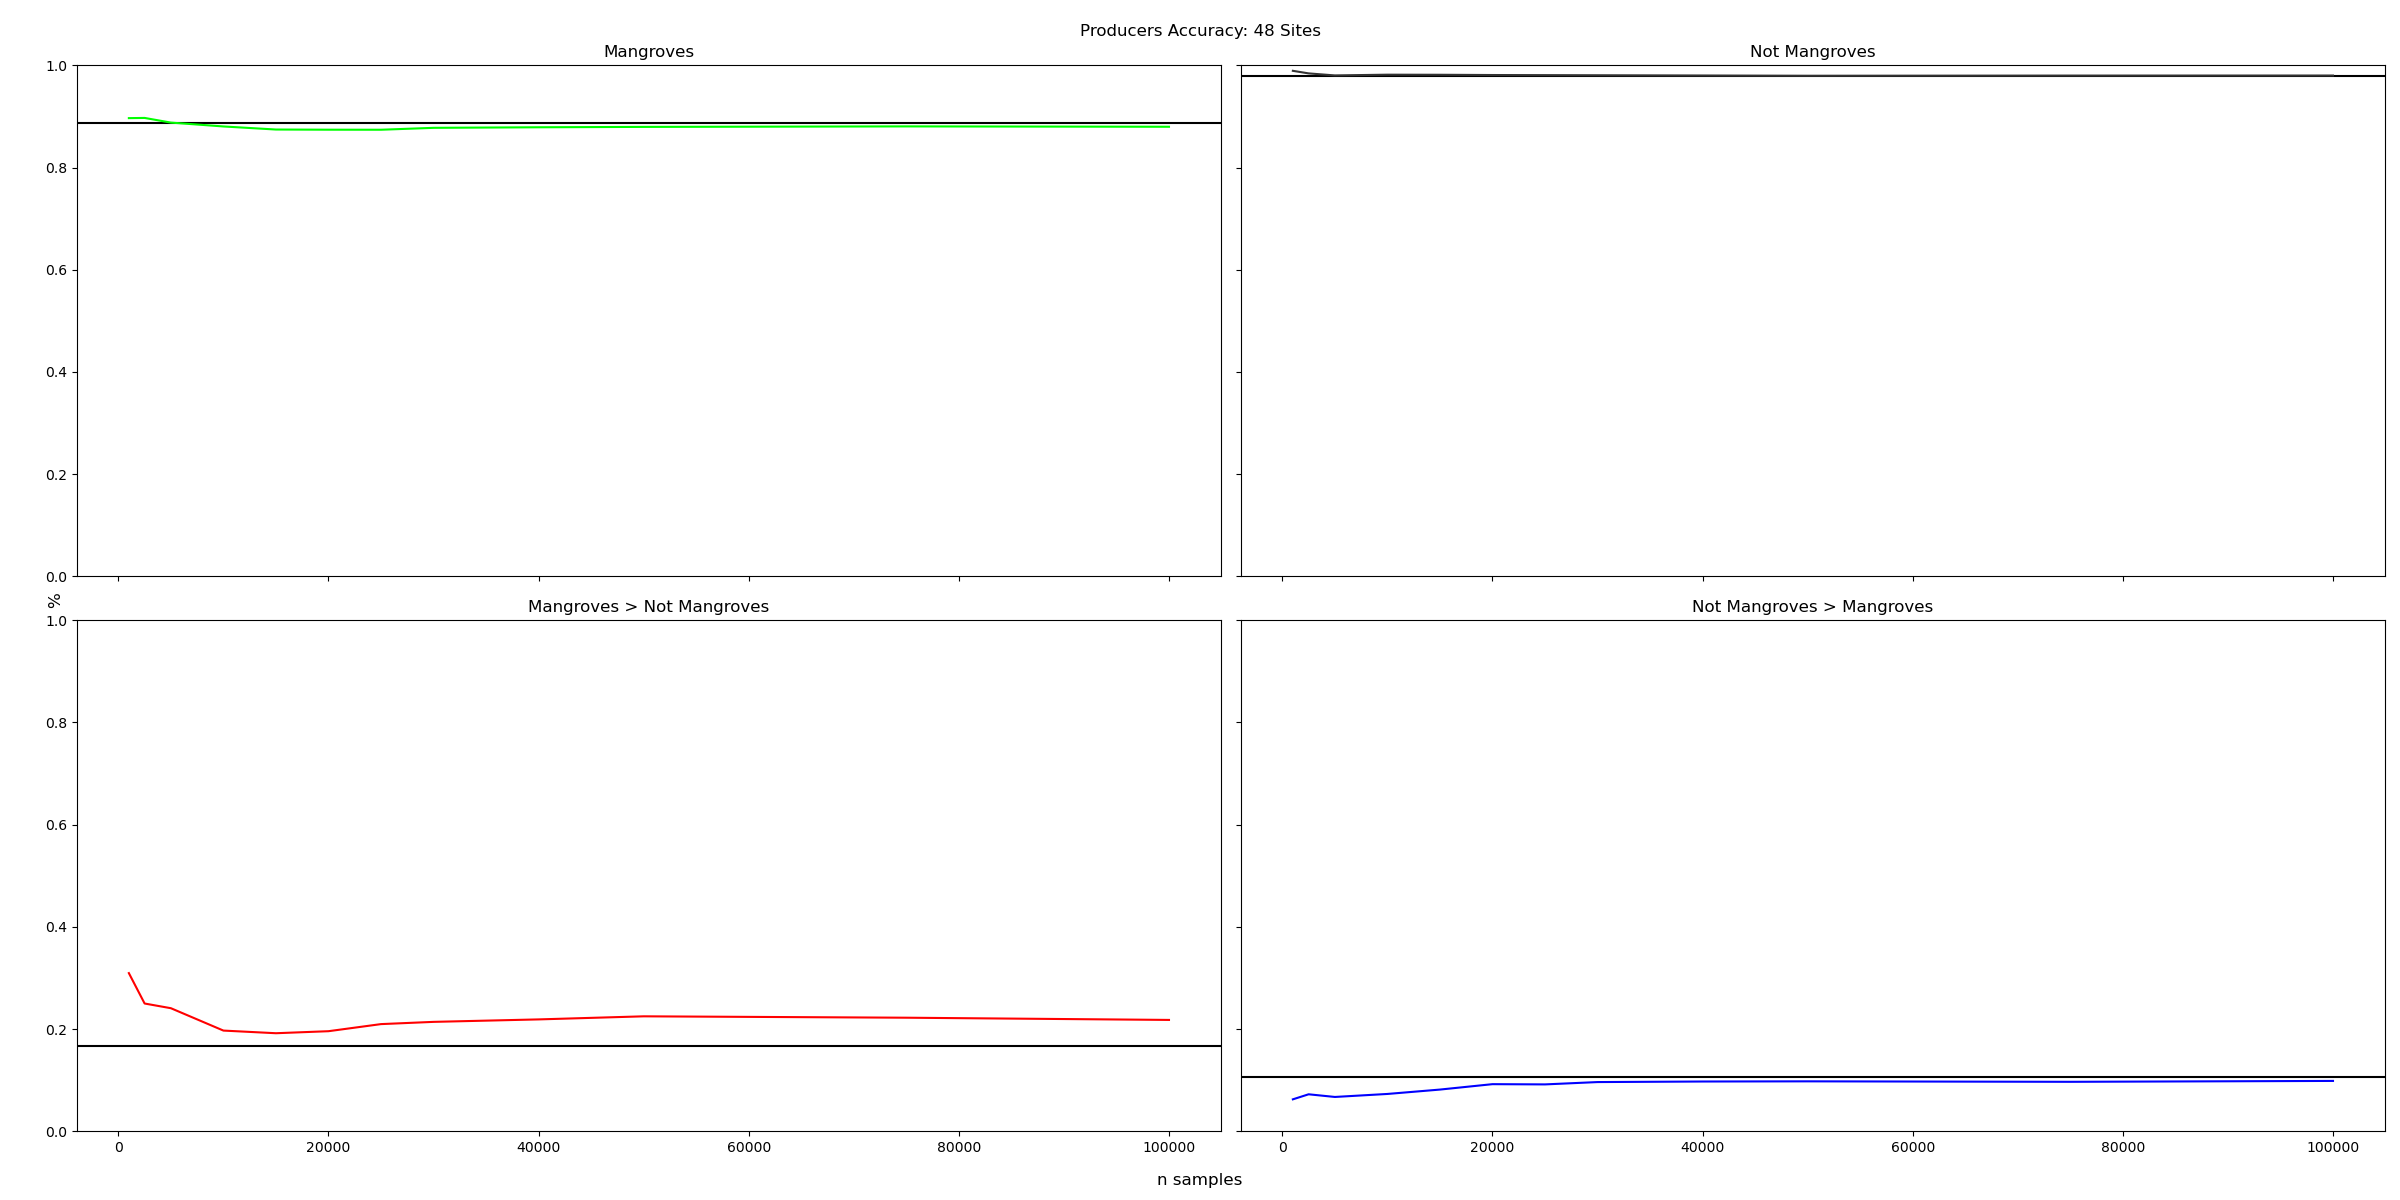 Producers Accuracy: 48 Sites
Mangroves
Not Mangroves
1.0
0.8
0.6
0.4
0.2
0.0
%
Mangroves > Not Mangroves
Not Mangroves > Mangroves
1.0
0.8
0.6
0.4
0.2
0.0
0 20000 40000 60000 80000 100000
0 20000 40000 60000 80000 100000
n samples